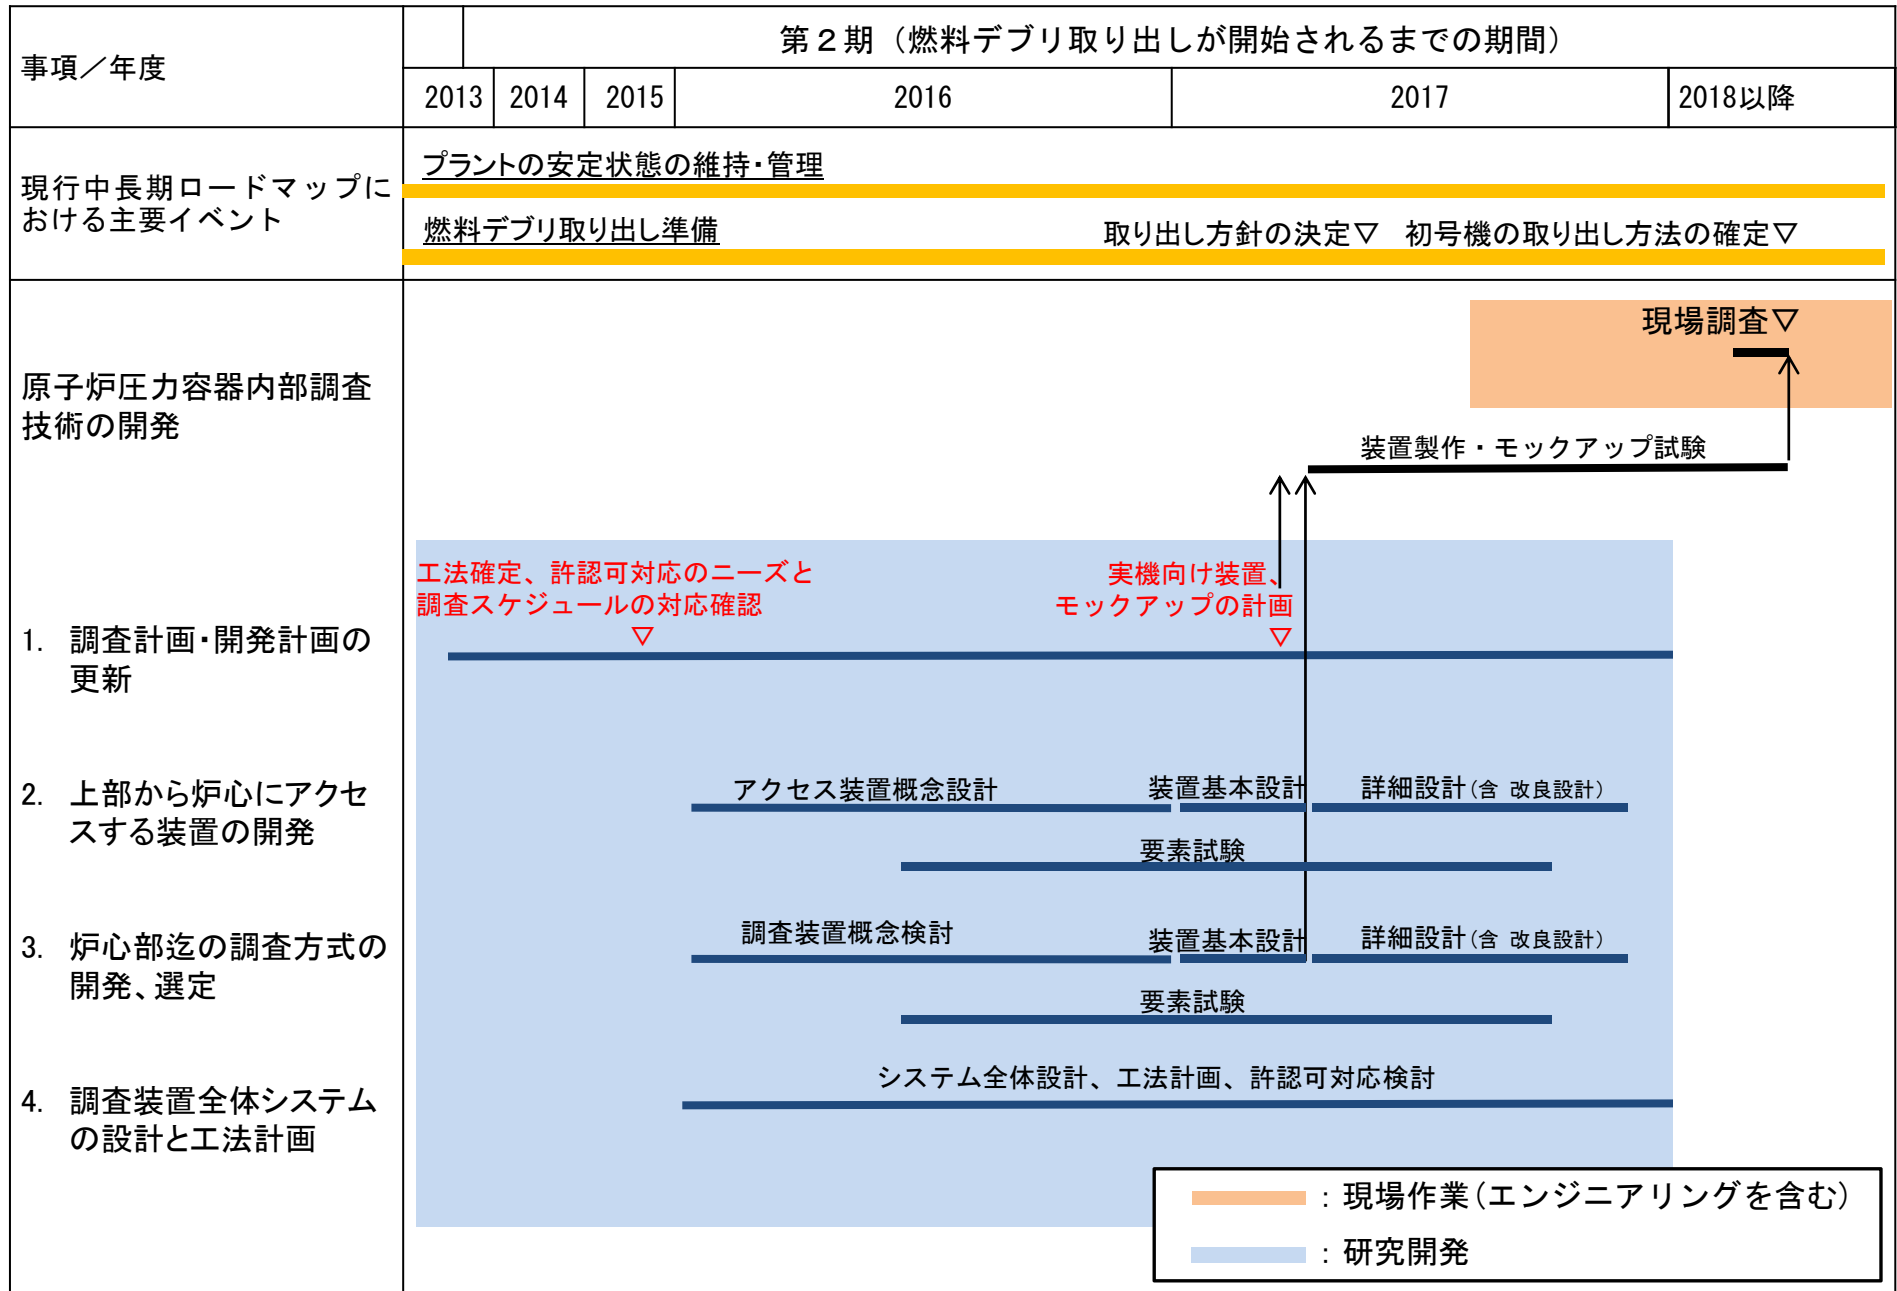 事項／年度
第２期（燃料デブリ取り出しが開始されるまでの期間）
2013
2014
2015
2016
2017
2018以降
現行中長期ロードマップに
おける主要イベント
プラントの安定状態の維持・管理
燃料デブリ取り出し準備
取り出し方針の決定▽
初号機の取り出し方法の確定▽
原子炉圧力容器内部調査
技術の開発
現場調査▽
装置製作・モックアップ試験
工法確定、許認可対応のニーズと
調査スケジュールの対応確認
▽
実機向け装置、
モックアップの計画
▽
1. 調査計画・開発計画の
更新
2. 上部から炉心にアクセ
スする装置の開発
アクセス装置概念設計
装置基本設計
詳細設計(含 改良設計)
要素試験
3. 炉心部迄の調査方式の
開発、選定
調査装置概念検討
装置基本設計
詳細設計(含 改良設計)
要素試験
4. 調査装置全体システム
の設計と工法計画
システム全体設計、工法計画、許認可対応検討
：現場作業(エンジニアリングを含む)
：研究開発